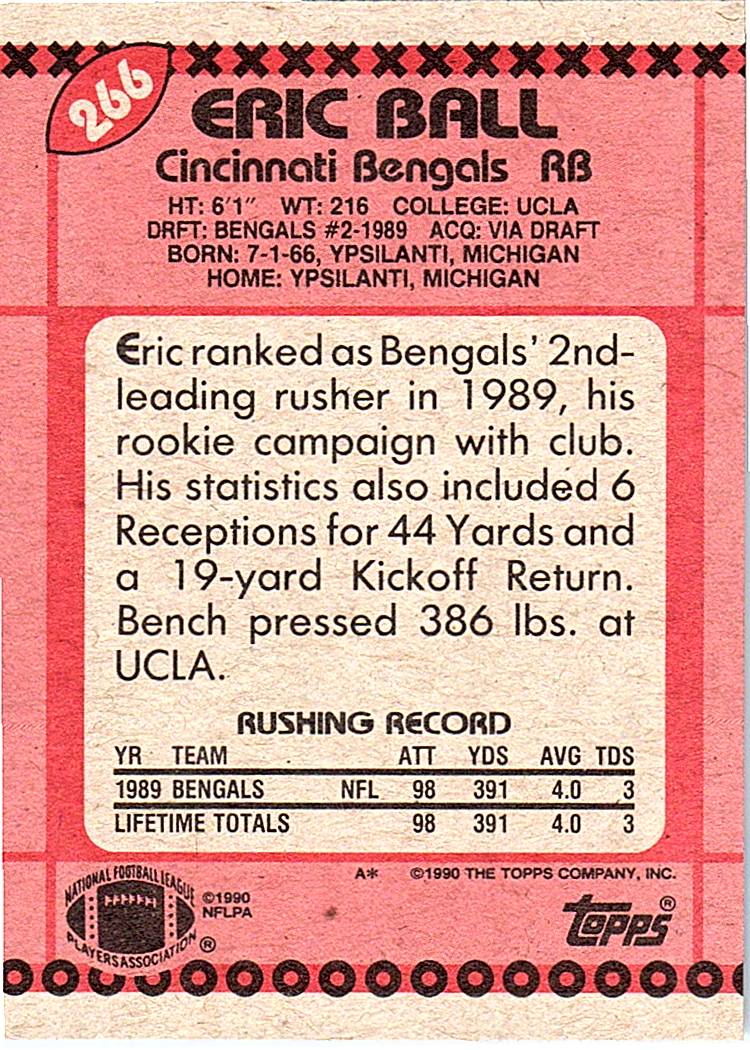 266
ERIC BALL
Cincinnati Bengals RB
HT: 6'1" WT: 216 COLLEGE: UCLA
DRFT: BENGALS #2-1989 ACQ: VIA DRAFT
BORN: 7-1-66, YPSILANTI, MICHIGAN
HOME: YPSILANTI, MICHIGAN
Eric ranked as Bengals' 2nd-
leading rusher in 1989, his
rookie campaign with club.
His statistics also included 6
Receptions for 44 Yards and
a 19-yard Kickoff Return.
Bench pressed 386 lbs. at
UCLA.
RUSHING RECORD
YR TEAM ATT YDS AVG TDS
1989 BENGALS NFL 98 391 4.0 3
LIFETIME TOTALS 98 391 4.0 3
A* ©1990 THE TOPPS COMPANY, INC.
NATIONAL FOOTBALL LEAGUE
PLAYERS ASSOCIATION ®
©1990
NFLPA
topps ®